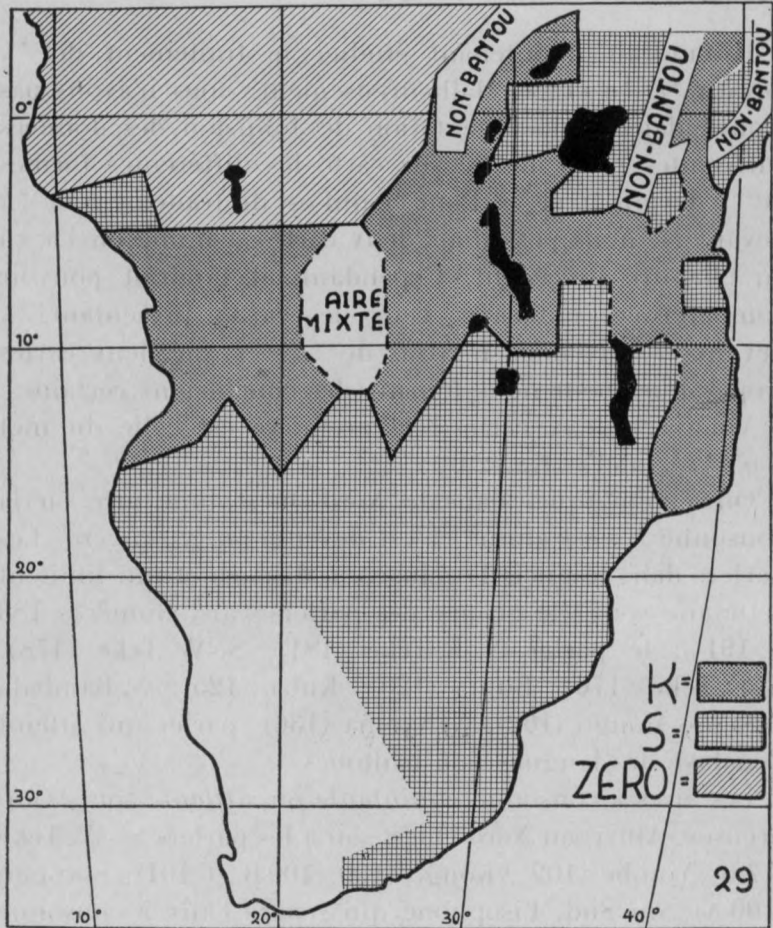 NON-BANTOU
NON-BANTOU
NON-BANTOU
0°
AIRE
MIXTE
10°
20°
30°
K=
S=
ZERO=
29
10°
20°
30°
40°